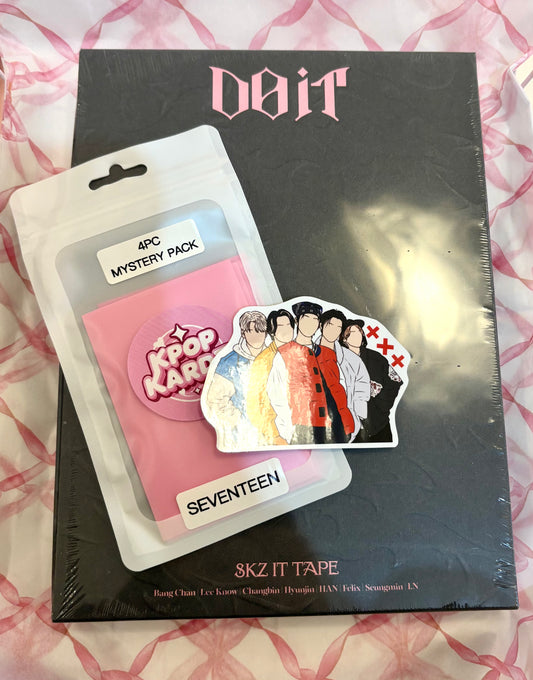 DO iT
4PC
MYSTERY PACK
KPOP
KARD
SEVENTEEN
SKZ IT TAPE
Bang Chan | Lee Know | Changbin | Hyunjin | HAN | Felix | Seungmin | I.N